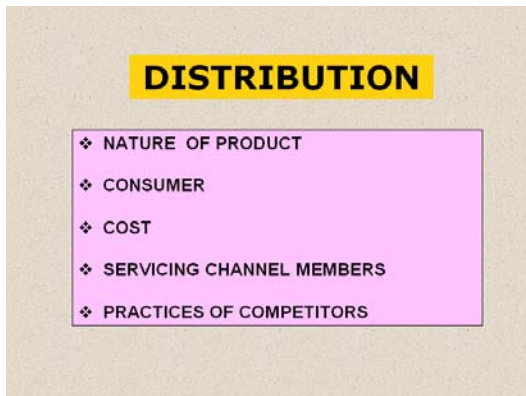 DISTRIBUTION
❖ NATURE OF PRODUCT
❖ CONSUMER
❖ COST
❖ SERVICING CHANNEL MEMBERS
❖ PRACTICES OF COMPETITORS